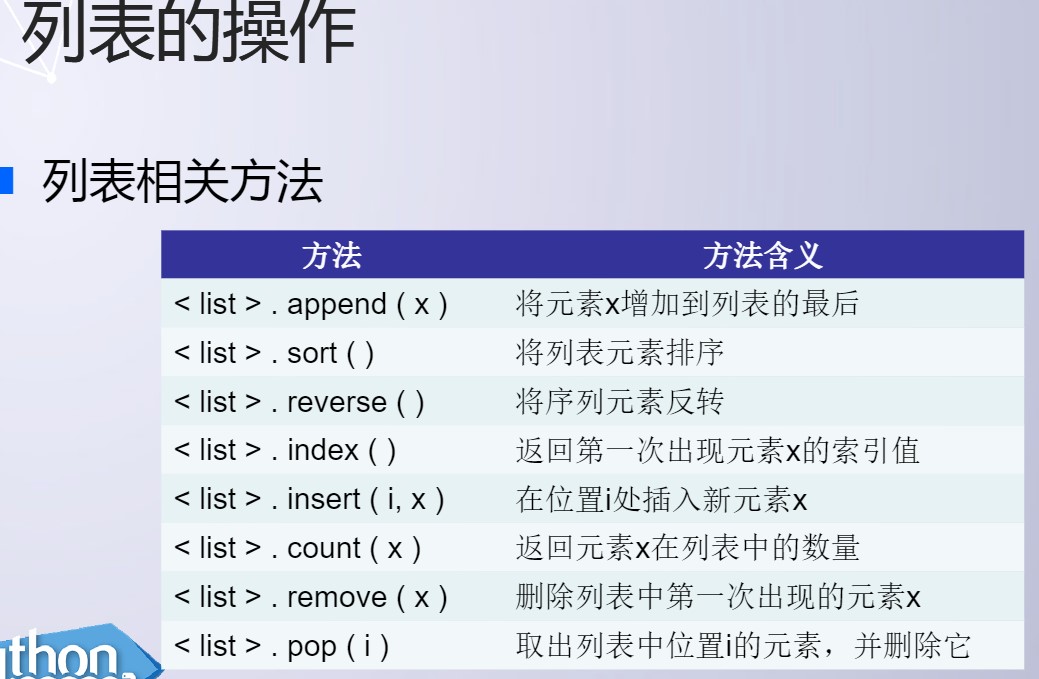 列表的操作
列表相关方法
方法 方法含义
< list > . append ( x ) 将元素x增加到列表的最后
< list > . sort ( ) 将列表元素排序
< list > . reverse ( ) 将序列元素反转
< list > . index ( ) 返回第一次出现元素x的索引值
< list > . insert ( i, x ) 在位置i处插入新元素x
< list > . count ( x ) 返回元素x在列表中的数量
< list > . remove ( x ) 删除列表中第一次出现的元素x
< list > . pop ( i ) 取出列表中位置i的元素，并删除它
thon